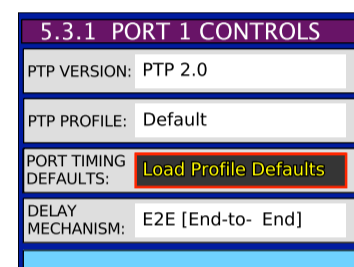 5.3.1 PORT 1 CONTROLS
PTP VERSION: PTP 2.0
PTP PROFILE: Default
PORT TIMING
DEFAULTS: Load Profile Defaults
DELAY
MECHANISM: E2E [End-to- End]